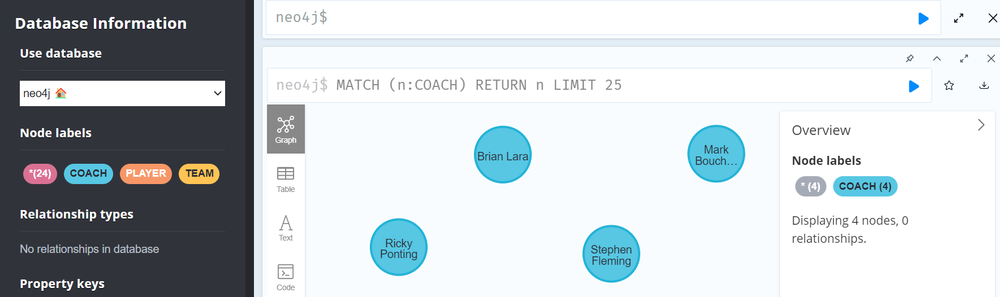 Database Information
Use database
neo4j
Node labels
*(24) COACH PLAYER TEAM
Relationship types
No relationships in database
Property keys
neo4j$
neo4j$ MATCH (n:COACH) RETURN n LIMIT 25
Graph
Table
Text
Code
Brian Lara
Mark
Bouch...
Ricky
Ponting
Stephen
Fleming
Overview
Node labels
* (4) COACH (4)
Displaying 4 nodes, 0
relationships.